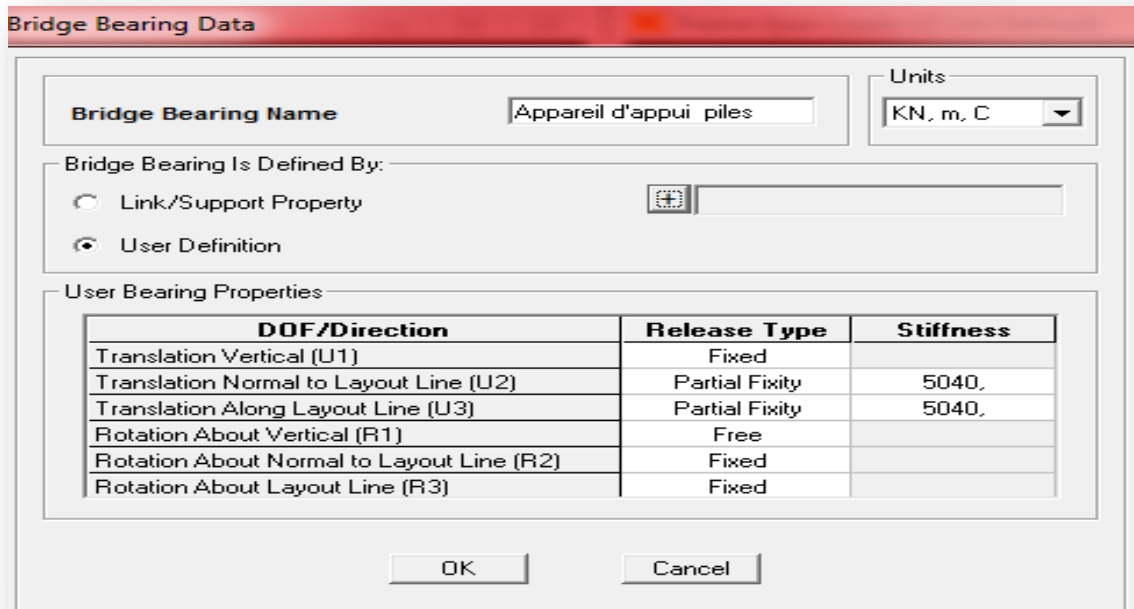 Bridge Bearing Data
Units
Bridge Bearing Name Appareil d'appui piles KN, m, C
Bridge Bearing Is Defined By:
Link/Support Property +
User Definition
User Bearing Properties
DOF/Direction Release Type Stiffness
Translation Vertical (U1) Fixed
Translation Normal to Layout Line (U2) Partial Fixity 5040,
Translation Along Layout Line (U3) Partial Fixity 5040,
Rotation About Vertical (R1) Free
Rotation About Normal to Layout Line (R2) Fixed
Rotation About Layout Line (R3) Fixed
OK Cancel